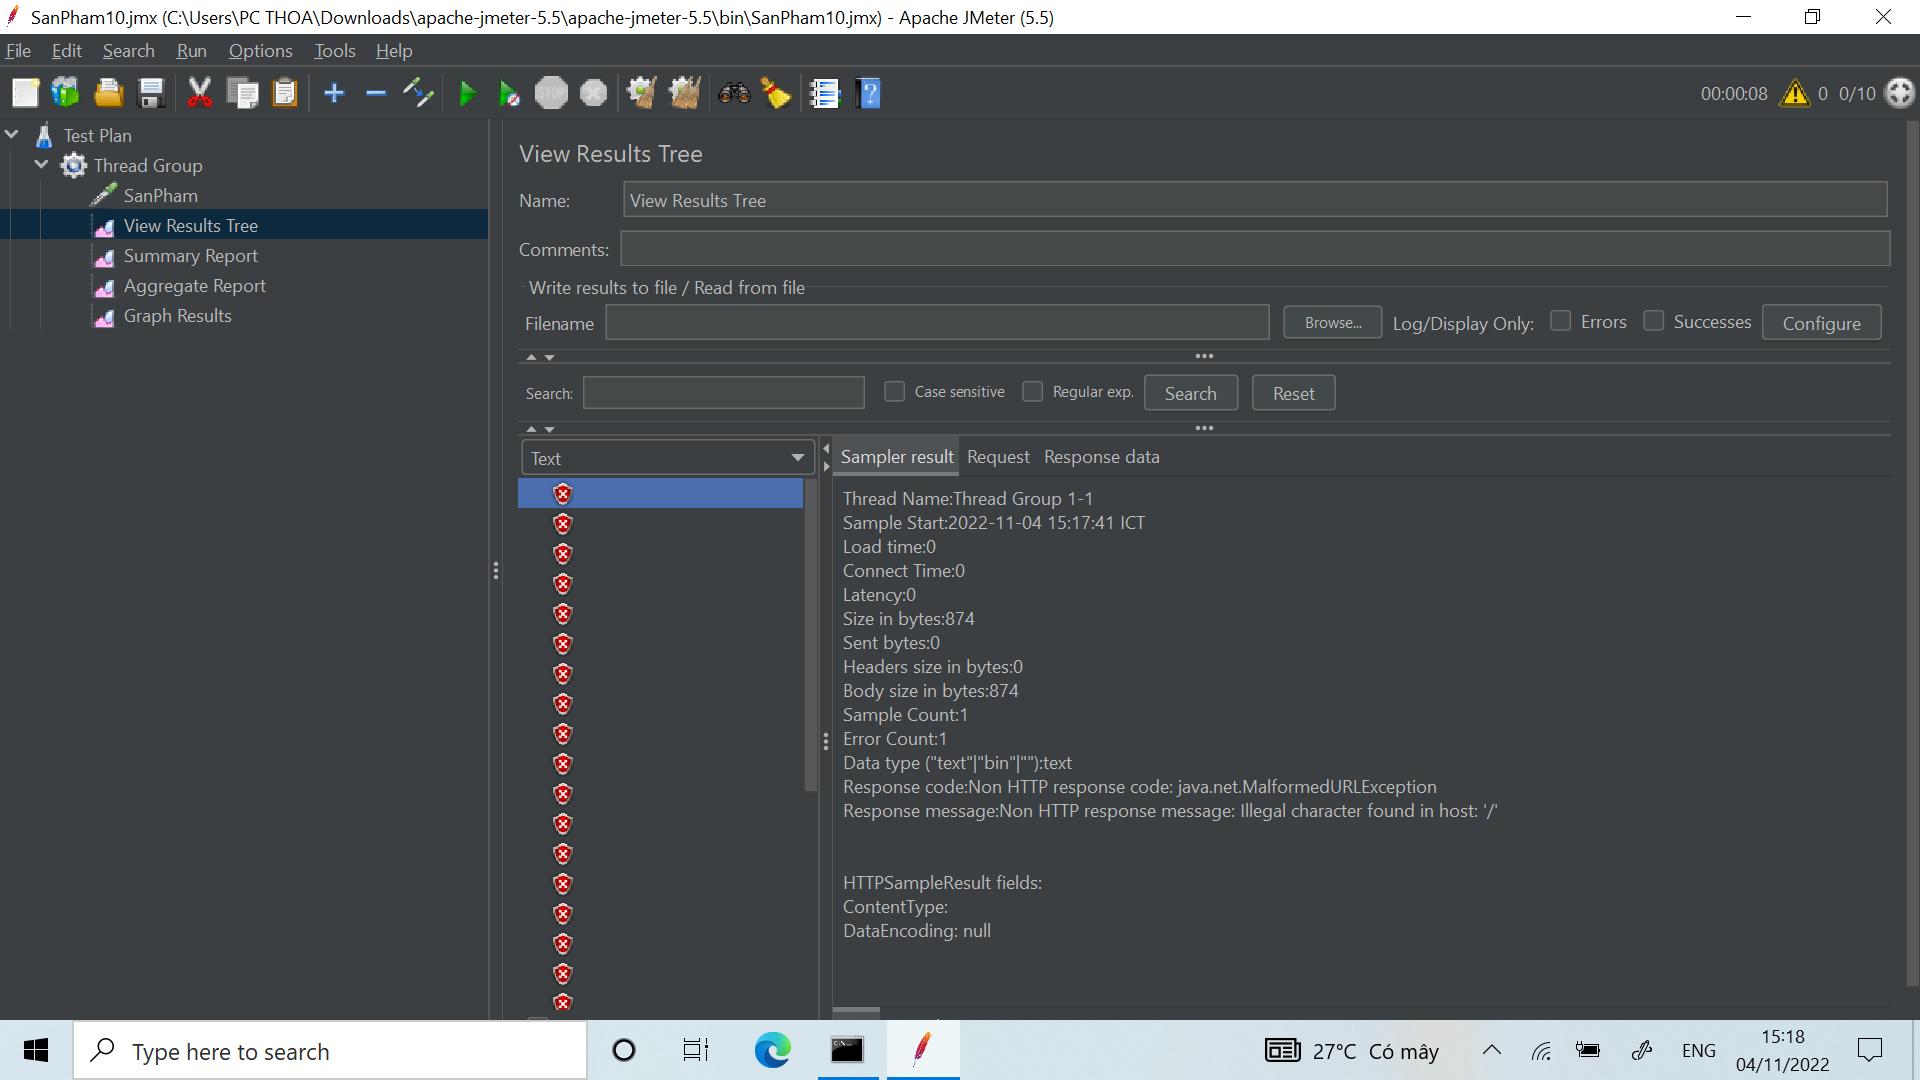 SanPham10.jmx (C:\Users\PC THOA\Downloads\apache-jmeter-5.5\apache-jmeter-5.5\bin\SanPham10.jmx) - Apache JMeter (5.5)
File Edit Search Run Options Tools Help
STOP
00:00:08 0 0/10
Test Plan
Thread Group
SanPham
View Results Tree
Summary Report
Aggregate Report
Graph Results
View Results Tree
Name: View Results Tree
Comments:
Write results to file / Read from file
Filename Browse... Log/Display Only: Errors Successes Configure
Search: Case sensitive Regular exp. Search Reset
Text
Sampler result Request Response data
Thread Name:Thread Group 1-1
Sample Start:2022-11-04 15:17:41 ICT
Load time:0
Connect Time:0
Latency:0
Size in bytes:874
Sent bytes:0
Headers size in bytes:0
Body size in bytes:874
Sample Count:1
Error Count:1
Data type ("text"|"bin"|""):text
Response code:Non HTTP response code: java.net.MalformedURLException
Response message:Non HTTP response message: Illegal character found in host: '/'
HTTPSampleResult fields:
ContentType:
DataEncoding: null
Type here to search
27°C Có mây
ENG
15:18
04/11/2022